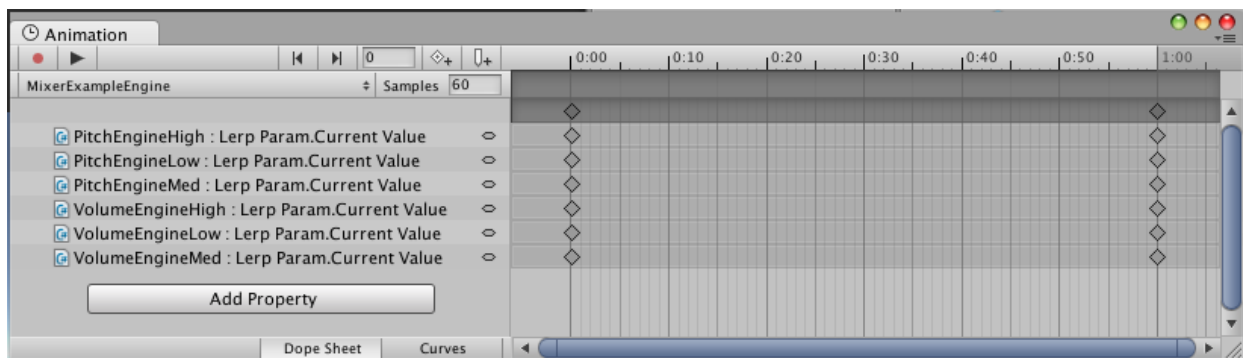 Animation
0 0:00 0:10 0:20 0:30 0:40 0:50 1:00
MixerExampleEngine Samples 60
PitchEngineHigh : Lerp Param.Current Value
PitchEngineLow : Lerp Param.Current Value
PitchEngineMed : Lerp Param.Current Value
VolumeEngineHigh : Lerp Param.Current Value
VolumeEngineLow : Lerp Param.Current Value
VolumeEngineMed : Lerp Param.Current Value
Add Property
Dope Sheet Curves